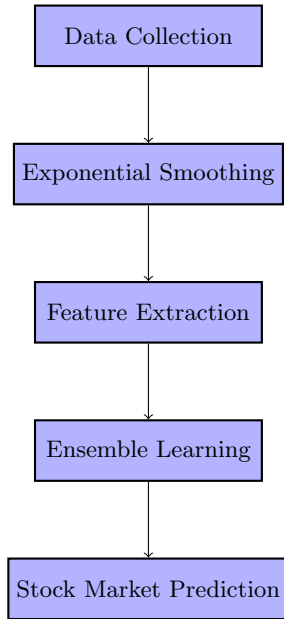 Data Collection
Exponential Smoothing
Feature Extraction
Ensemble Learning
Stock Market Prediction